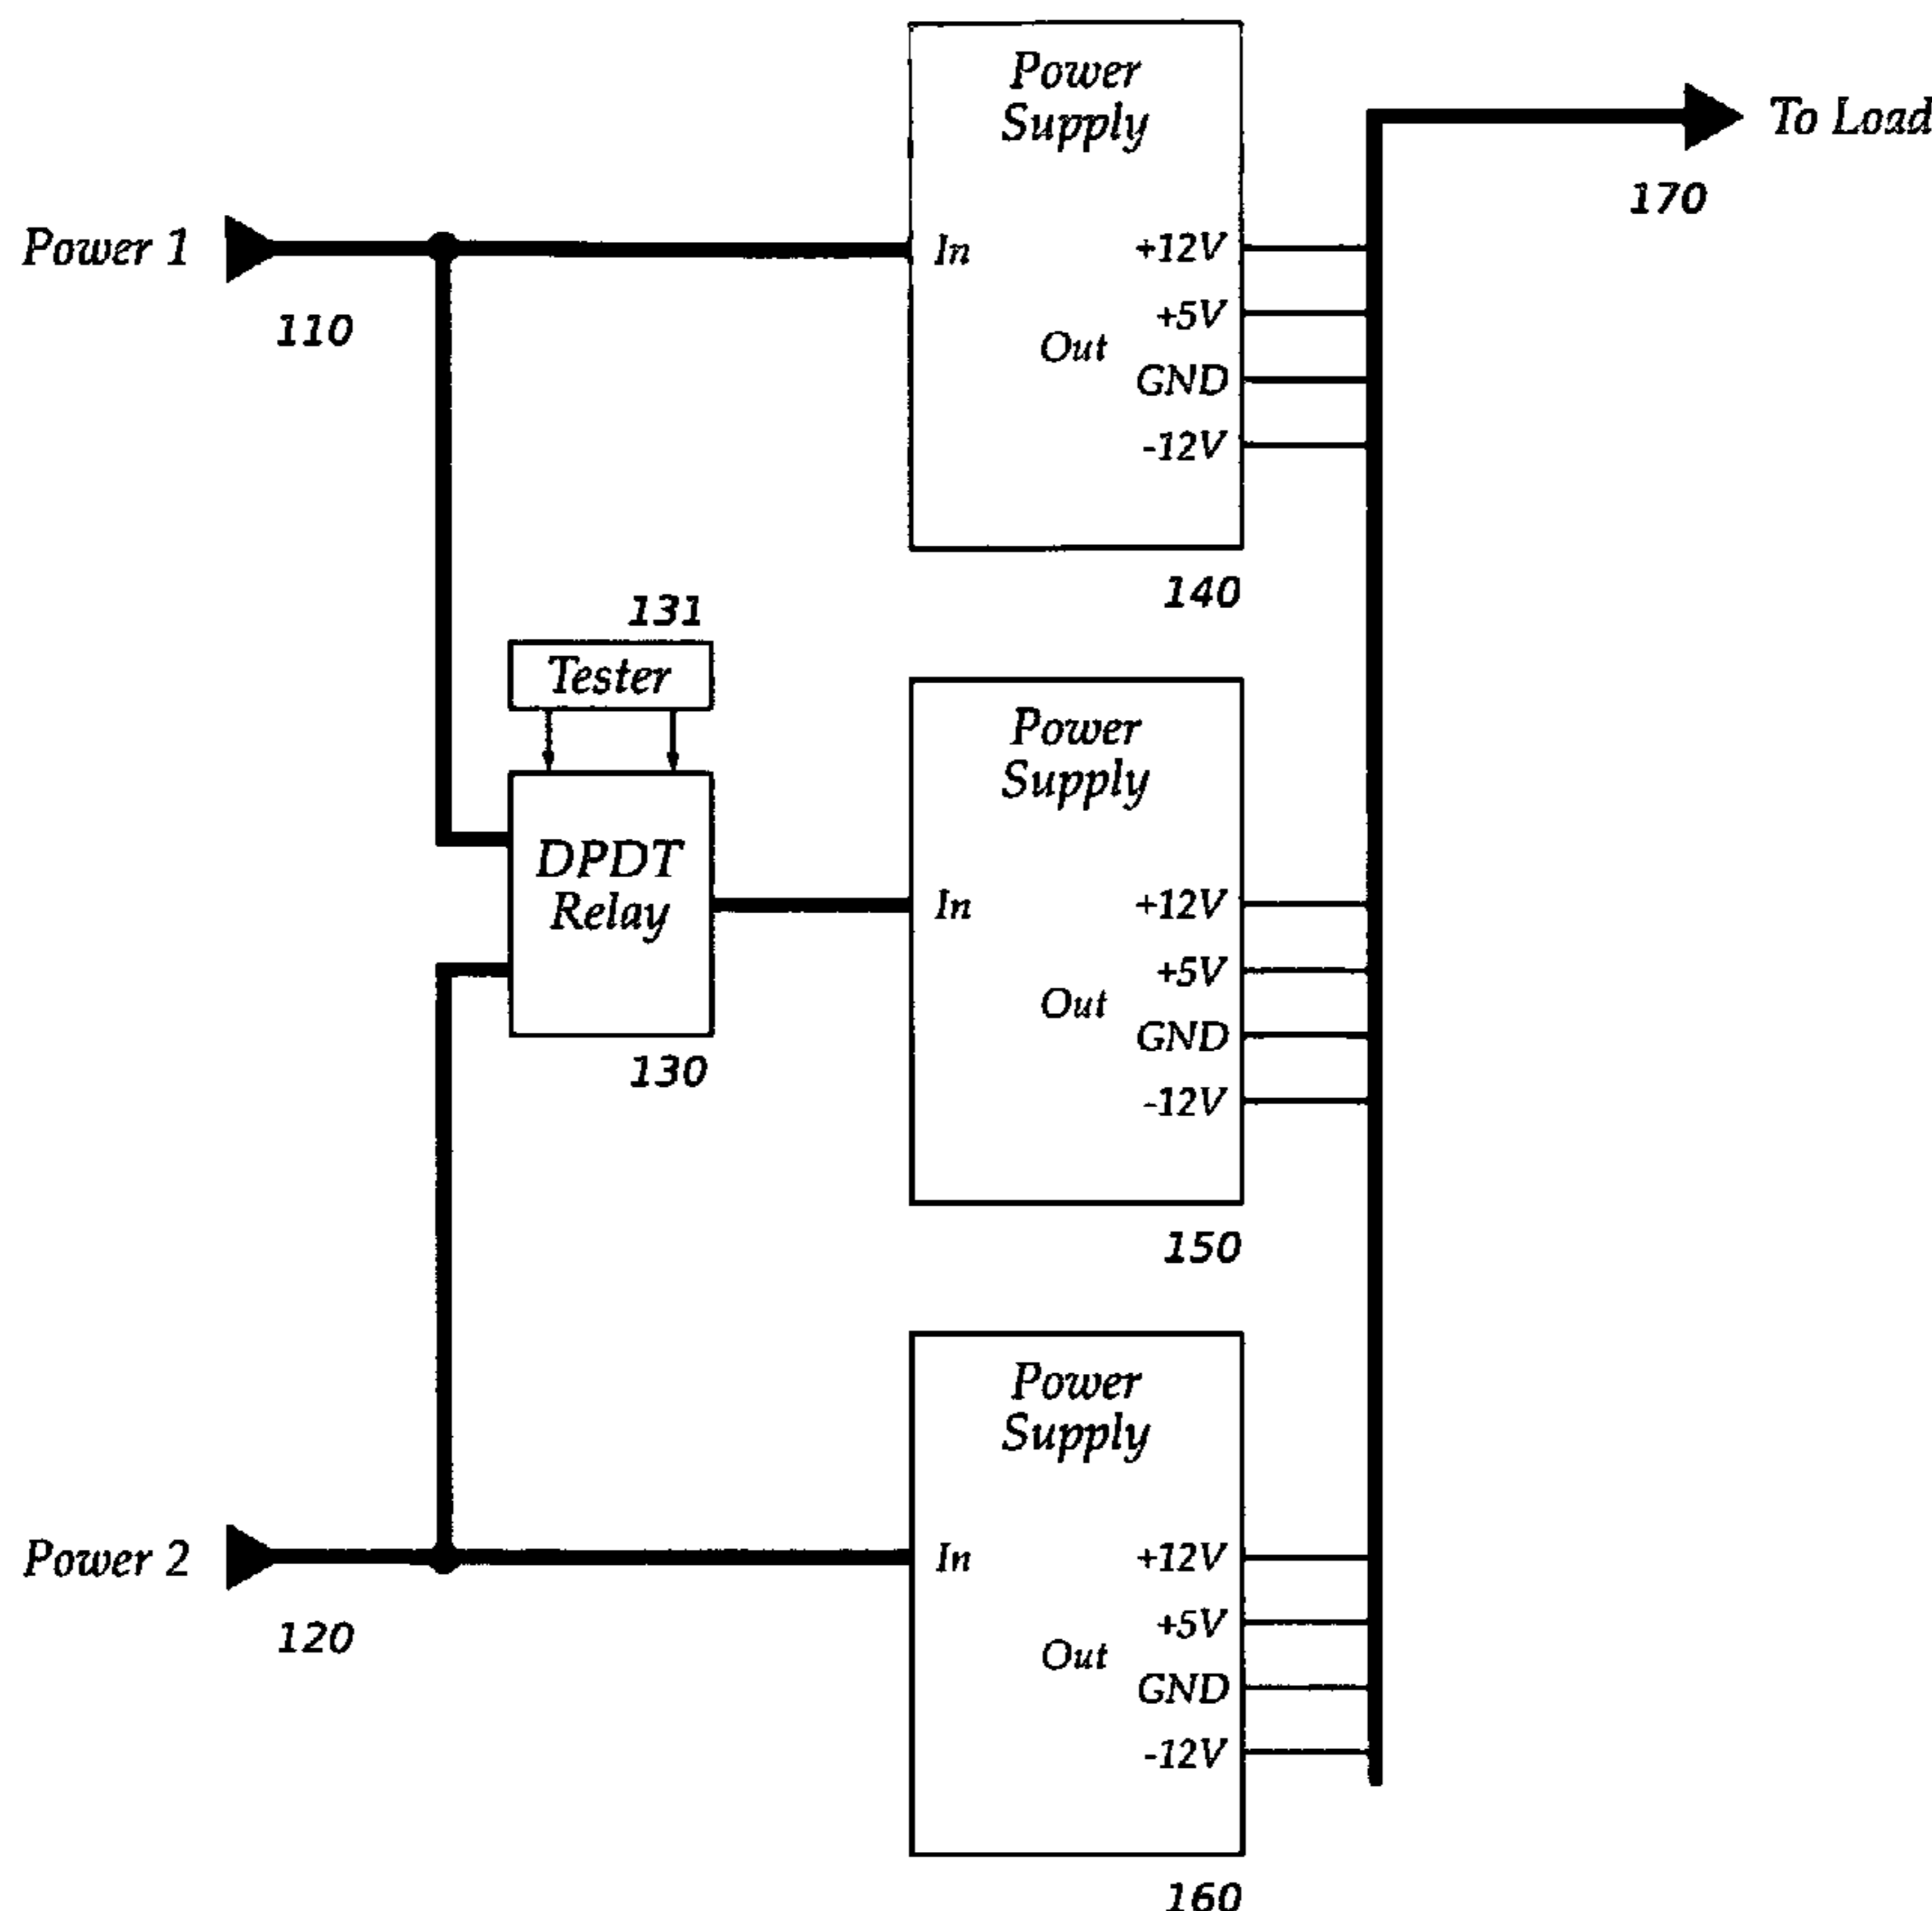 Power
Supply
To Load
170
Power 1
110
In
+12V
+5V
Out
GND
-12V
140
131
Tester
DPDT
Relay
130
Power
Supply
In
+12V
+5V
Out
GND
-12V
150
Power
Supply
Power 2
120
In
+12V
+5V
Out
GND
-12V
160